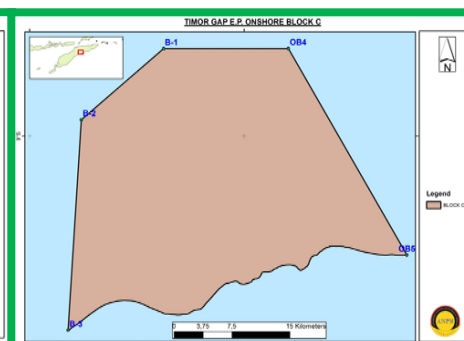 TIMOR GAP E.P. ONSHORE BLOCK C
B-1
OB4
N
B-2
Legend
BLOCK C
OB5
B-3
0 3,75 7,5 15 Kilometers